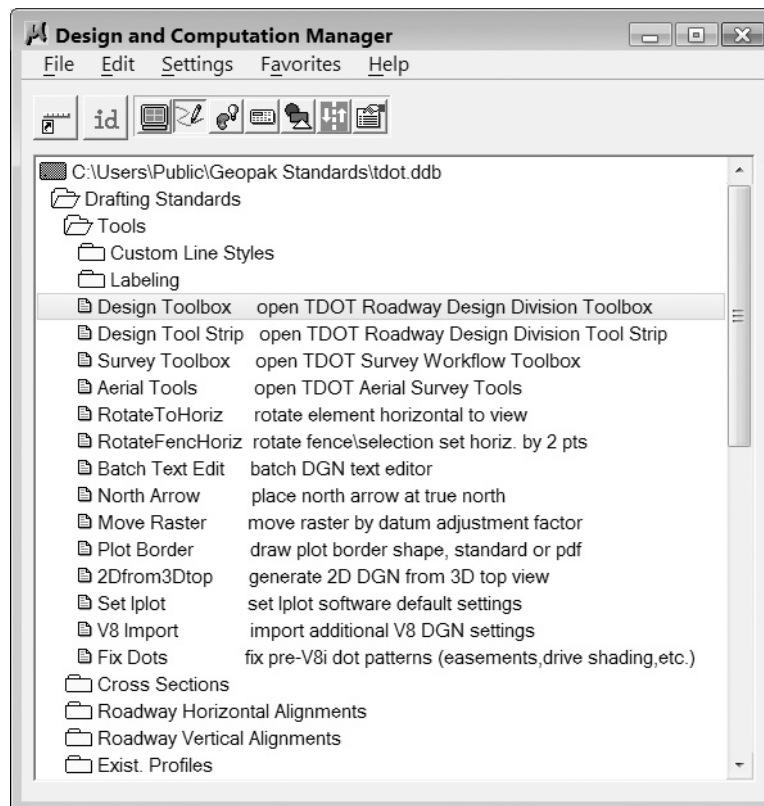 Design and Computation Manager
File Edit Settings Favorites Help
id
C:\Users\Public\Geopak Standards\tdot.ddb
Drafting Standards
Tools
Custom Line Styles
Labeling
Design Toolbox open TDOT Roadway Design Division Toolbox
Design Tool Strip open TDOT Roadway Design Division Tool Strip
Survey Toolbox open TDOT Survey Workflow Toolbox
Aerial Tools open TDOT Aerial Survey Tools
RotateToHoriz rotate element horizontal to view
RotateFencHoriz rotate fence\selection set horiz. by 2 pts
Batch Text Edit batch DGN text editor
North Arrow place north arrow at true north
Move Raster move raster by datum adjustment factor
Plot Border draw plot border shape, standard or pdf
2Dfrom3Dtop generate 2D DGN from 3D top view
Set Iplot set Iplot software default settings
V8 Import import additional V8 DGN settings
Fix Dots fix pre-V8i dot patterns (easements,drive shading,etc.)
Cross Sections
Roadway Horizontal Alignments
Roadway Vertical Alignments
Exist. Profiles